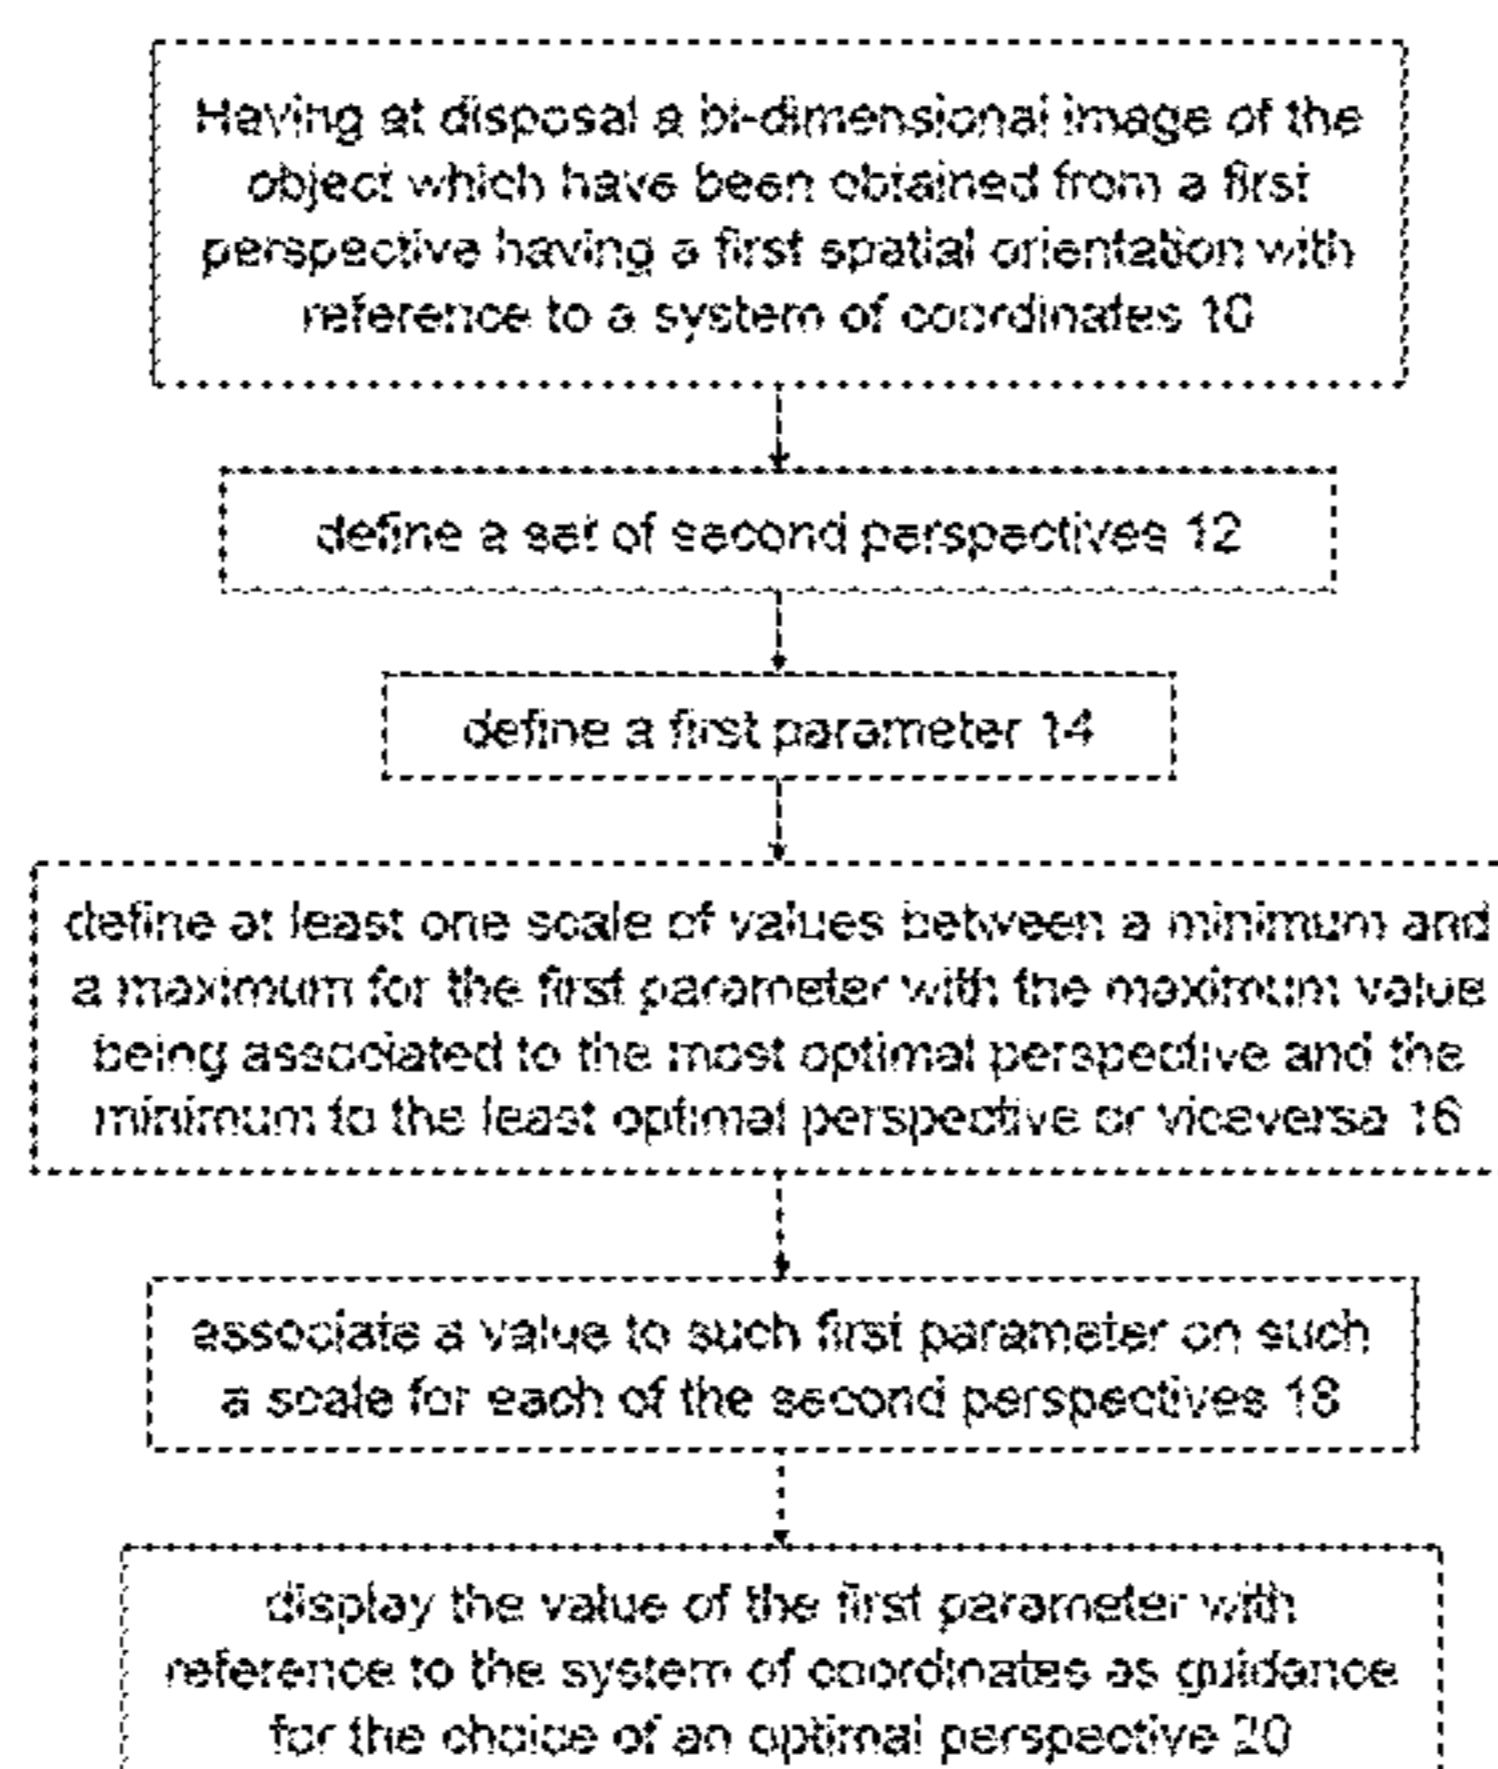 Having at disposal a bi-dimensional image of the
object which have been obtained from a first
perspective having a first spatial orientation with
reference to a system of coordinates 10
define a set of second perspectives 12
define a first parameter 14
define at least one scale of values between a minimum and
a maximum for the first parameter with the maximum value
being associated to the most optimal perspective and the
minimum to the least optimal perspective or viceversa 16
associate a value to such first parameter on such
a scale for each of the second perspectives 18
display the value of the first parameter with
reference to the system of coordinates as guidance
for the choice of an optimal perspective 20